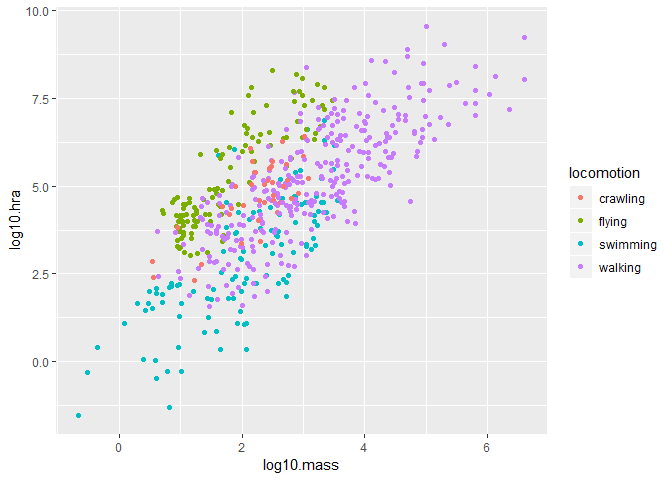 10.0
7.5
5.0
2.5
0.0
log10.hra
0
2
4
6
log10.mass
locomotion
crawling
flying
swimming
walking